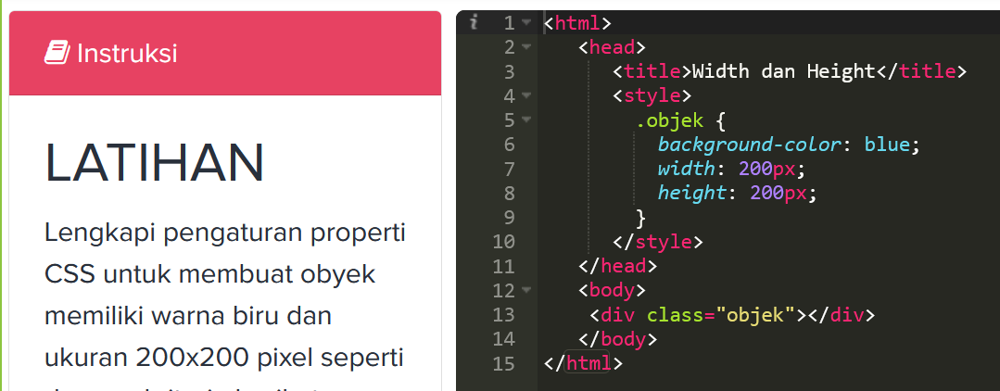 Instruksi
LATIHAN
Lengkapi pengaturan properti
CSS untuk membuat obyek
memiliki warna biru dan
ukuran 200x200 pixel seperti
i 1 <html>
2 <head>
3 <title>Width dan Height</title>
4 <style>
5 .objek {
6 background-color: blue;
7 width: 200px;
8 height: 200px;
9 }
10 </style>
11 </head>
12 <body>
13 <div class="objek"></div>
14 </body>
15 </html>